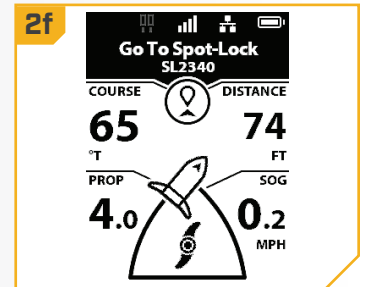 2f
Go To Spot-Lock
SL2340
COURSE DISTANCE
65 74
°T FT
PROP SOG
4.0 0.2
MPH